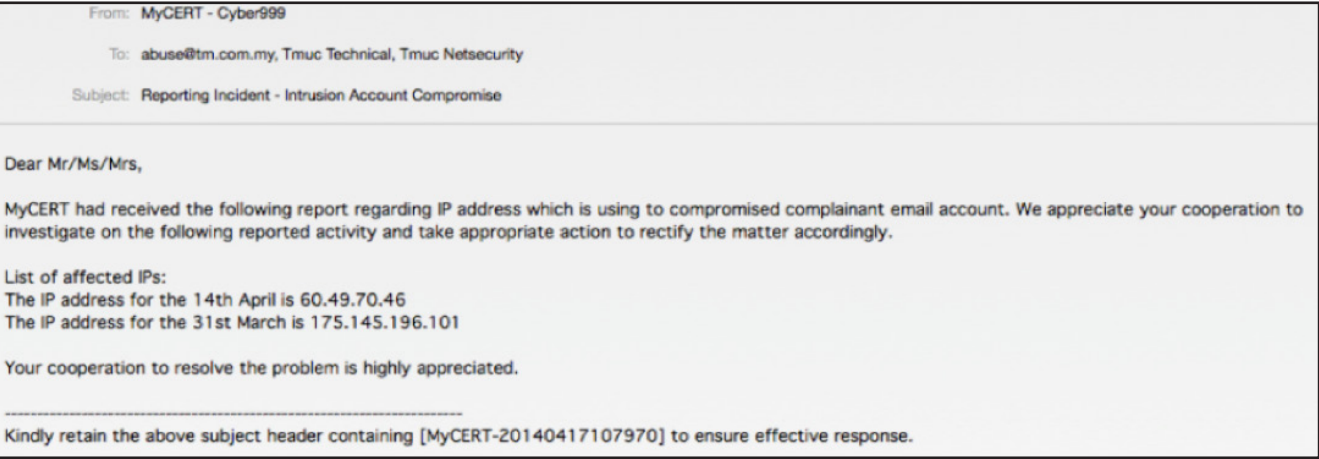 From: MyCERT - Cyber999
To: abuse@tm.com.my, Tmuc Technical, Tmuc Netsecurity
Subject: Reporting Incident - Intrusion Account Compromise
Dear Mr/Ms/Mrs,
MyCERT had received the following report regarding IP address which is using to compromised complainant email account. We appreciate your cooperation to
investigate on the following reported activity and take appropriate action to rectify the matter accordingly.
List of affected IPs:
The IP address for the 14th April is 60.49.70.46
The IP address for the 31st March is 175.145.196.101
Your cooperation to resolve the problem is highly appreciated.
----------------------------------------------------------------------
Kindly retain the above subject header containing [MyCERT-20140417107970] to ensure effective response.